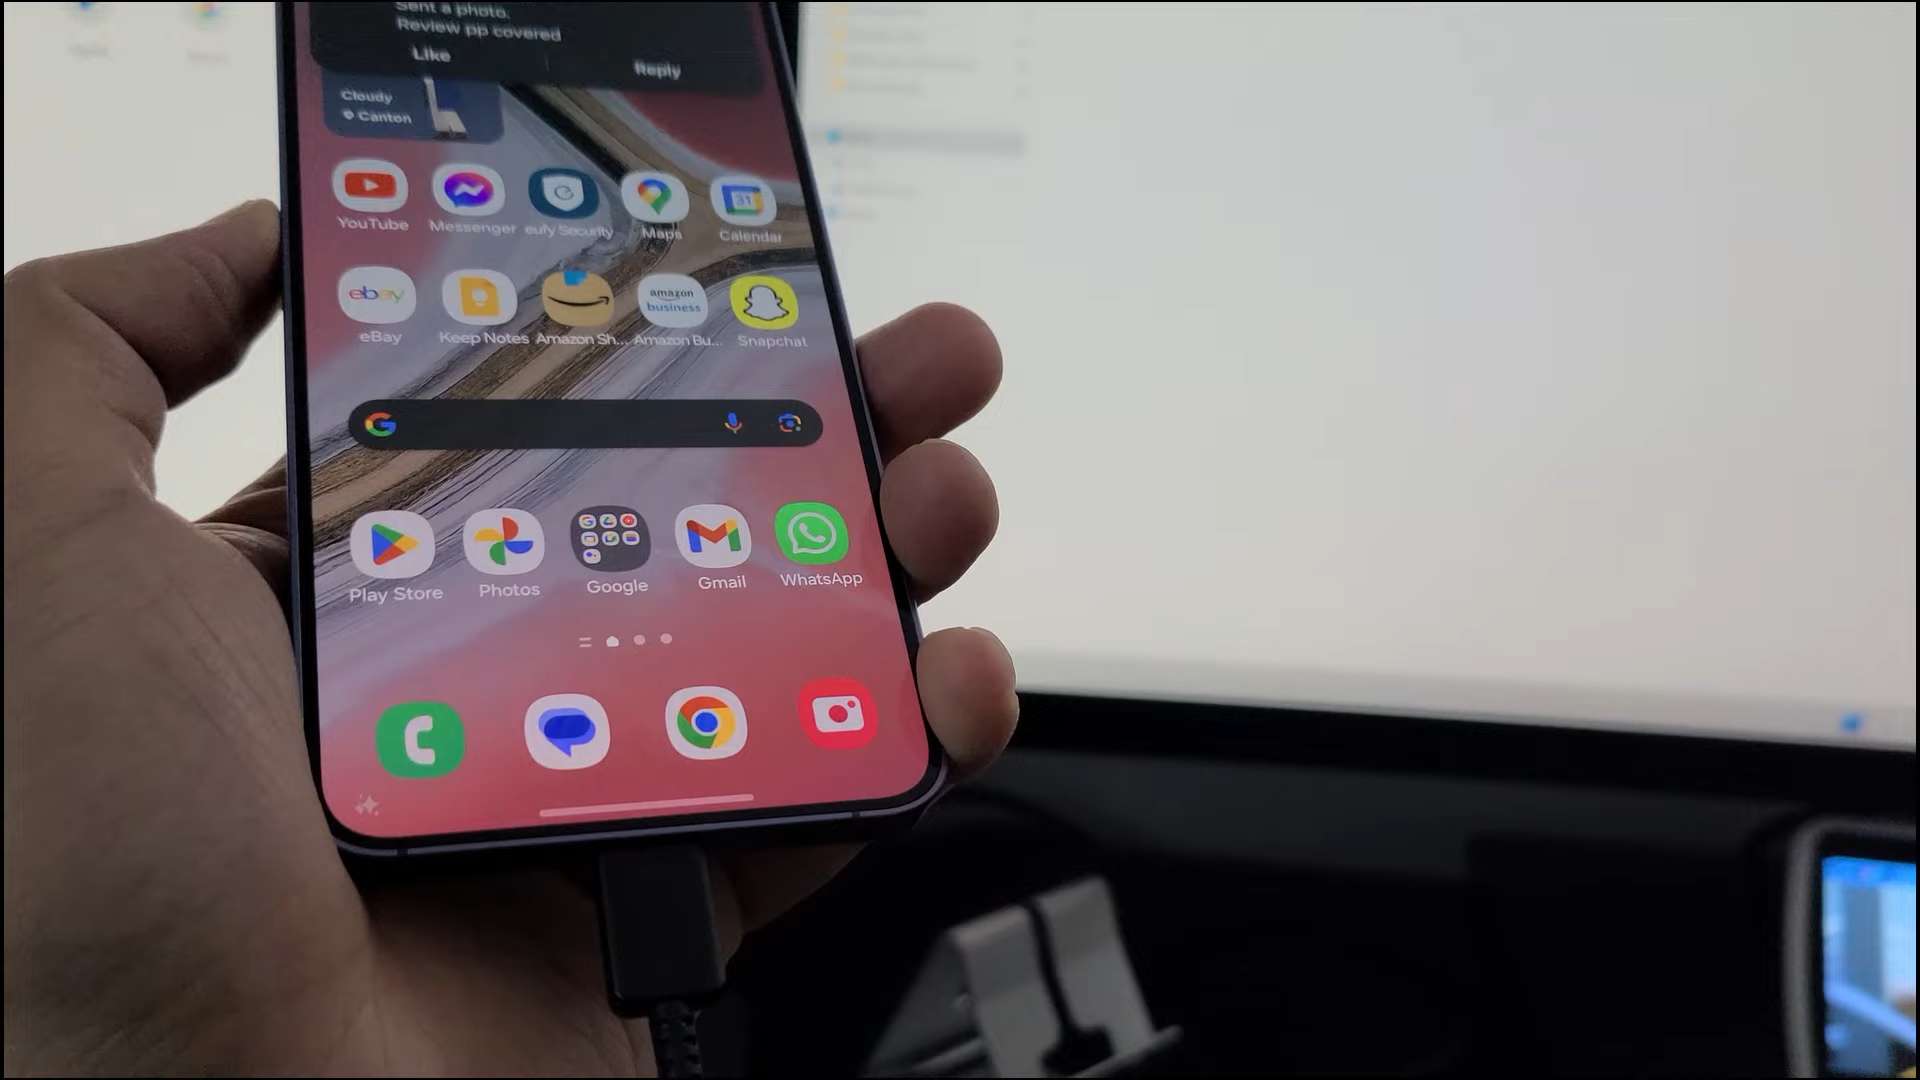 Sent a photo.
Review pp covered
Like
Reply
Cloudy
Canton
YouTube
Messenger
eufy Security
Maps
31
Calendar
ebay
amazon
business
eBay
Keep Notes
Amazon Sh...
Amazon Bu...
Snapchat
Play Store
Photos
Google
Gmail
WhatsApp